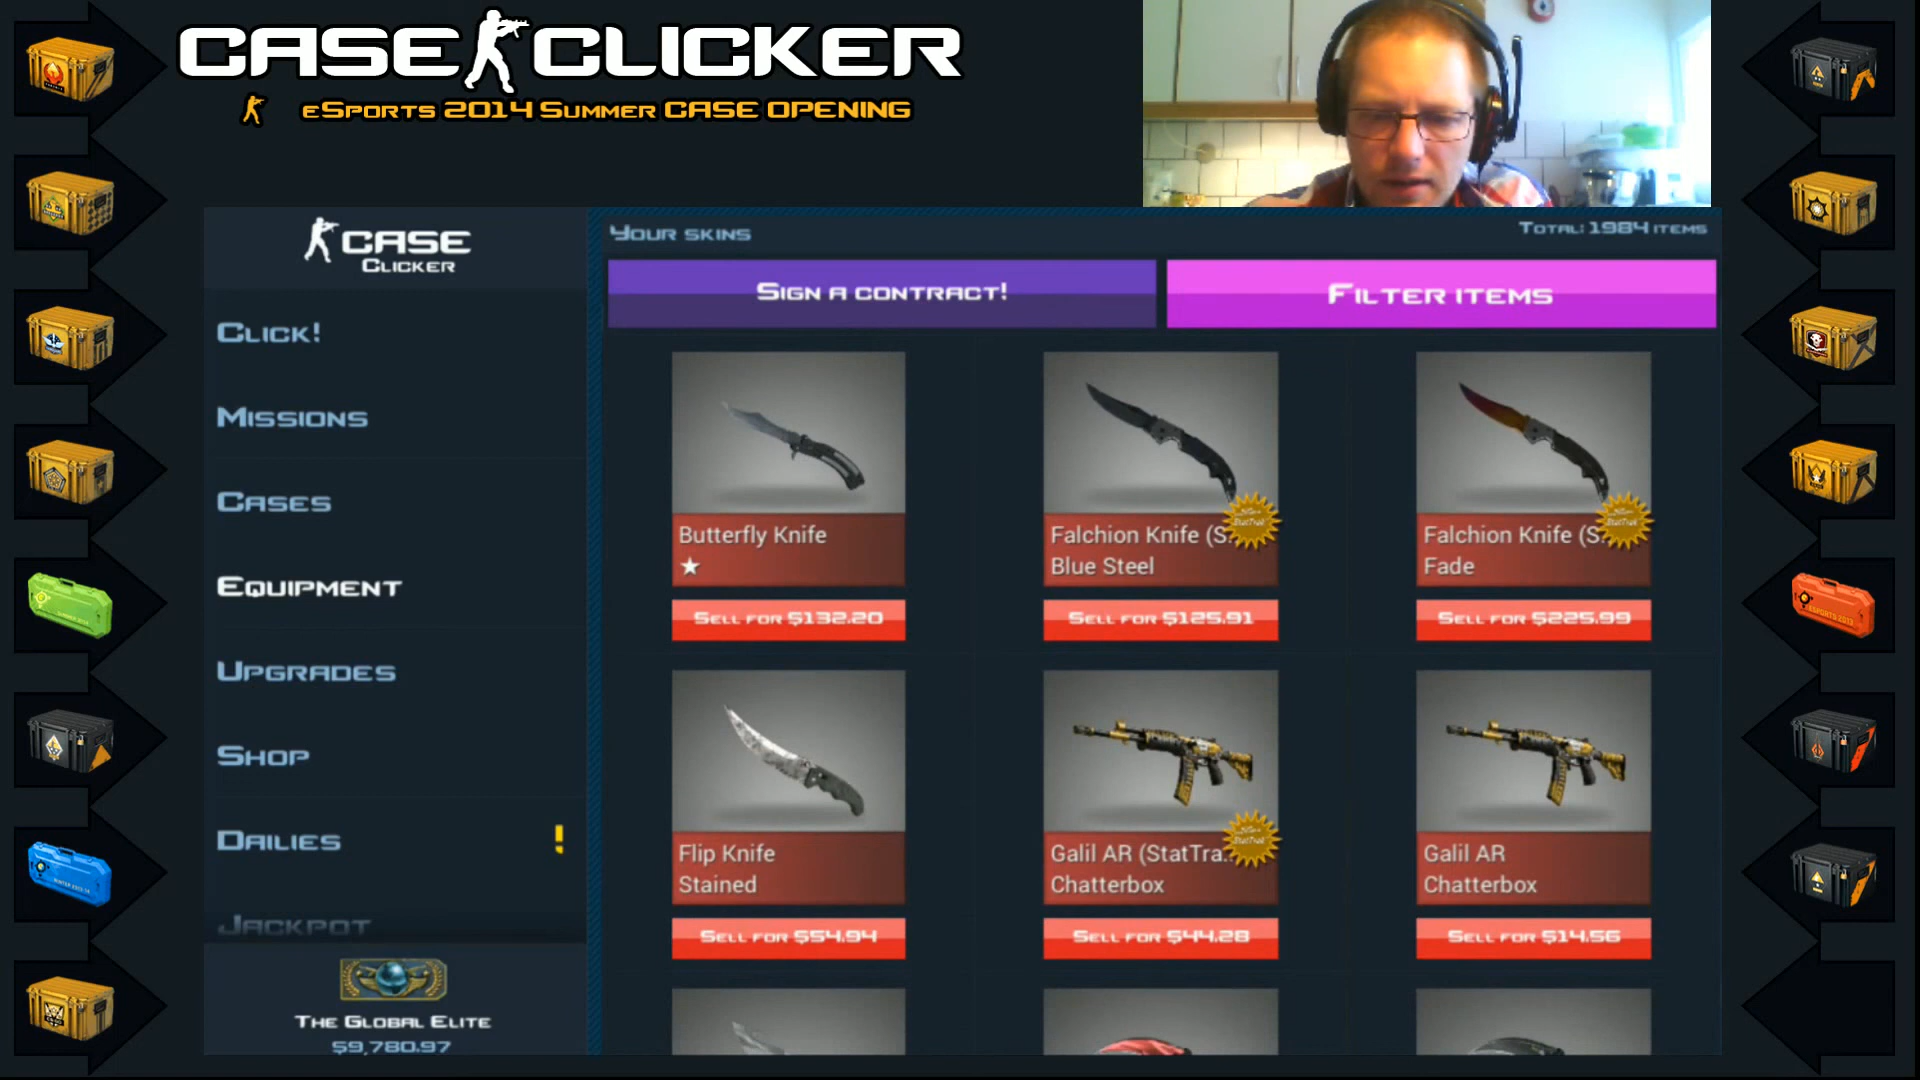 CASE CLICKER
eSports 2014 Summer CASE OPENING
CASE
CLICKER
YOUR SKINS
TOTAL: 1984 ITEMS
SIGN A CONTRACT!
FILTER ITEMS
CLICK!
MISSIONS
CASES
EQUIPMENT
UPGRADES
SHOP
DAILIES
!
JACKPOT
THE GLOBAL ELITE
$9,780.97
Butterfly Knife
★
SELL FOR $132.20
Falchion Knife (S...
Blue Steel
SELL FOR $125.91
Falchion Knife (S...
Fade
SELL FOR $225.99
Flip Knife
Stained
SELL FOR $54.94
Galil AR (StatTra...
Chatterbox
SELL FOR $44.28
Galil AR
Chatterbox
SELL FOR $14.56